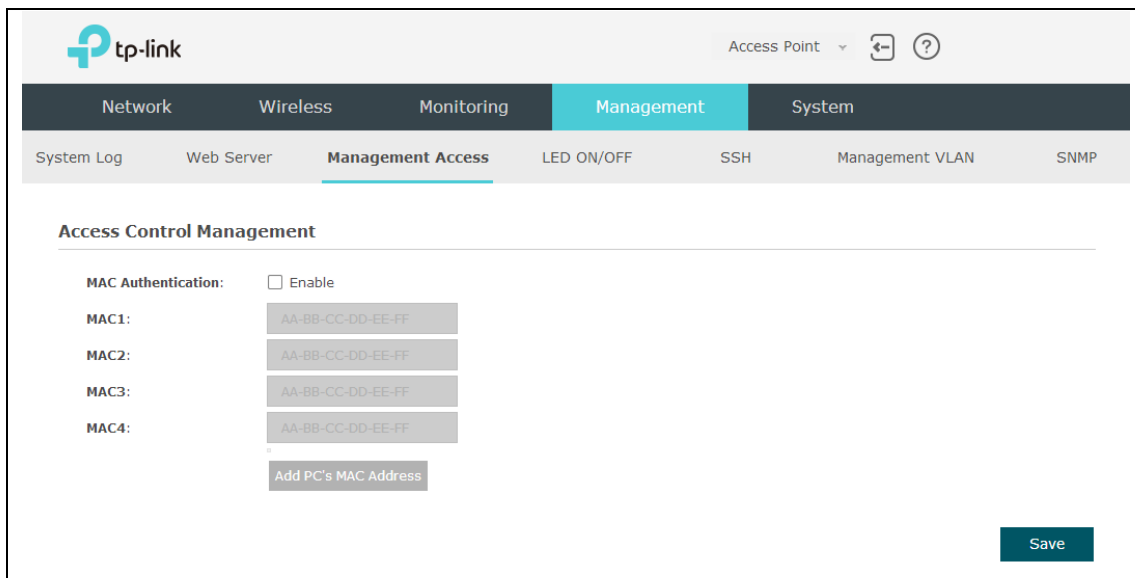 tp-link
Access Point
Network Wireless Monitoring Management System
System Log Web Server Management Access LED ON/OFF SSH Management VLAN SNMP
Access Control Management
MAC Authentication: Enable
MAC1: AA-BB-CC-DD-EE-FF
MAC2: AA-BB-CC-DD-EE-FF
MAC3: AA-BB-CC-DD-EE-FF
MAC4: AA-BB-CC-DD-EE-FF
Add PC's MAC Address
Save